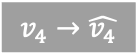 v₄ → v̂₄